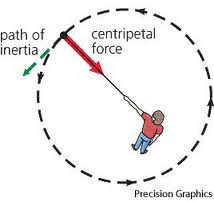 path of
inertia
centripetal
force
Precision Graphics